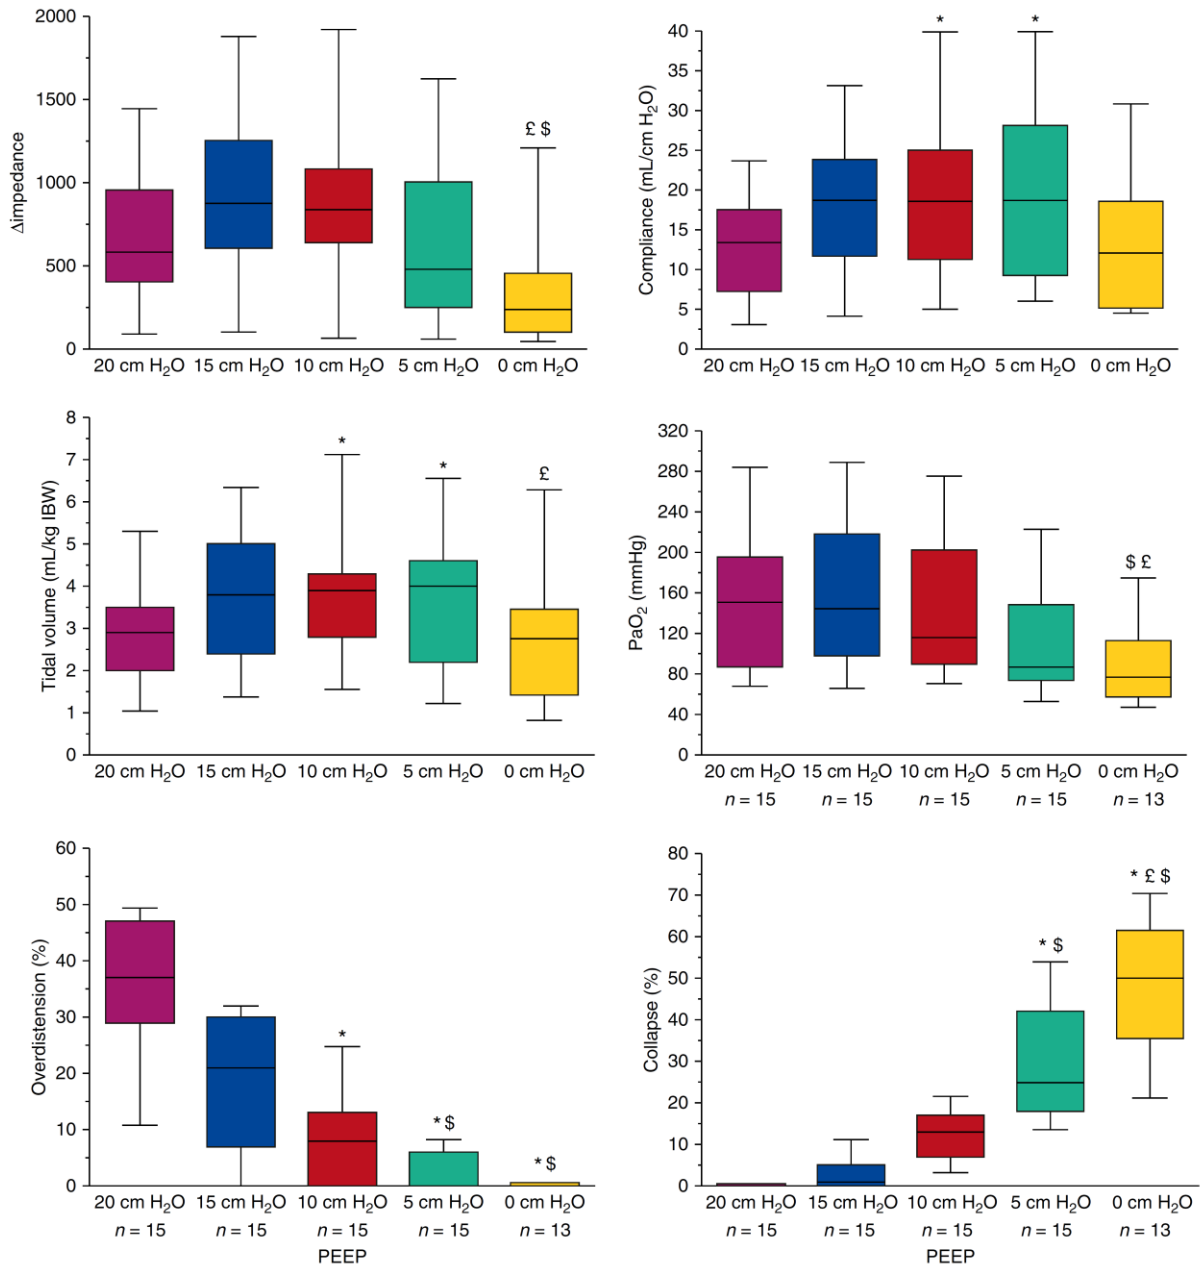 Δimpedance
2000
1500
1000
500
0
£ $
20 cm H₂O 15 cm H₂O 10 cm H₂O 5 cm H₂O 0 cm H₂O
Compliance (mL/cm H₂O)
40
35
30
25
20
15
10
5
0
* *
20 cm H₂O 15 cm H₂O 10 cm H₂O 5 cm H₂O 0 cm H₂O
Tidal volume (mL/kg IBW)
8
7
6
5
4
3
2
1
0
* * £
20 cm H₂O 15 cm H₂O 10 cm H₂O 5 cm H₂O 0 cm H₂O
PaO₂ (mmHg)
320
280
240
200
160
120
80
40
0
$ £
20 cm H₂O 15 cm H₂O 10 cm H₂O 5 cm H₂O 0 cm H₂O
n = 15 n = 15 n = 15 n = 15 n = 13
Overdistension (%)
60
50
40
30
20
10
0
* * $ * $
20 cm H₂O 15 cm H₂O 10 cm H₂O 5 cm H₂O 0 cm H₂O
n = 15 n = 15 n = 15 n = 15 n = 13
PEEP
Collapse (%)
80
70
60
50
40
30
20
10
0
* $ * £ $
20 cm H₂O 15 cm H₂O 10 cm H₂O 5 cm H₂O 0 cm H₂O
n = 15 n = 15 n = 15 n = 15 n = 13
PEEP